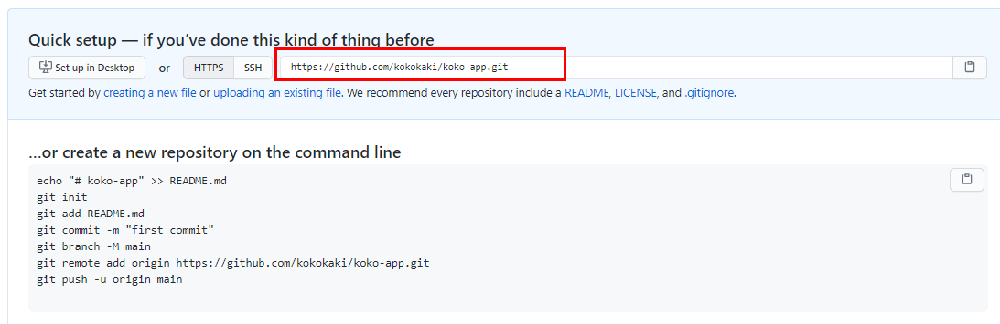 Quick setup — if you’ve done this kind of thing before
Set up in Desktop or HTTPS SSH https://github.com/kokokaki/koko-app.git
Get started by creating a new file or uploading an existing file. We recommend every repository include a README, LICENSE, and .gitignore.
…or create a new repository on the command line
echo "# koko-app" >> README.md
git init
git add README.md
git commit -m "first commit"
git branch -M main
git remote add origin https://github.com/kokokaki/koko-app.git
git push -u origin main